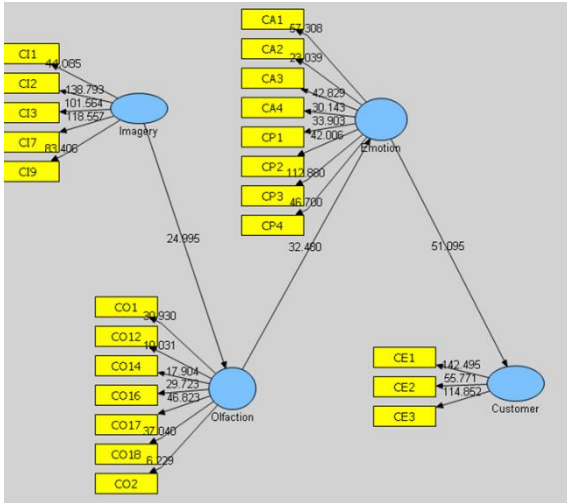 CA1
57.308
CA2
23.039
CA3
42.829
CA4
30.143
CP1
33.903
42.006
CP2
112.880
CP3
46.700
CP4
Emotion
CI1
44.085
CI2
138.793
CI3
101.564
118.557
CI7
83.406
CI9
Imagery
24.995
32.480
51.095
CO1
30.930
CO12
10.031
CO14
17.904
CO16
29.723
46.823
CO17
37.040
CO18
6.229
CO2
Olfaction
CE1
142.495
CE2
55.771
114.852
CE3
Customer